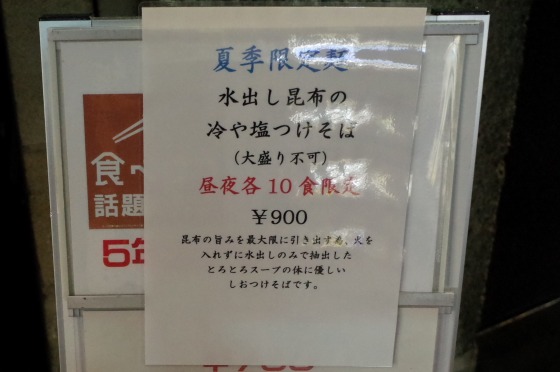 夏季限定麺
水出し昆布の
冷や塩つけそば
(大盛り不可)
昼夜各10食限定
￥900
昆布の旨みを最大限に引き出す為、火を
入れずに水出しのみで抽出した
とろとろスープの体に優しい
しおつけそばです。
食べ
話題
5年